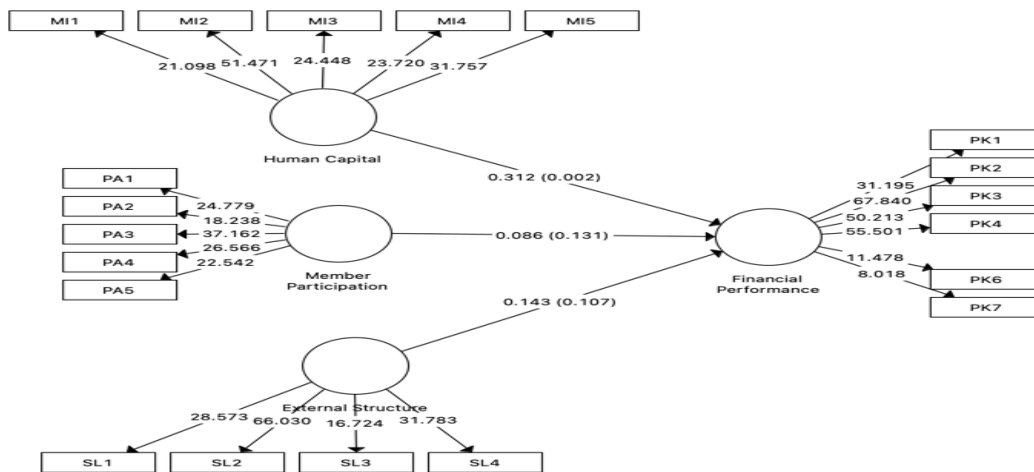 MI1
MI2
MI3
MI4
MI5
21.098
51.471
24.448
23.720
31.757
Human Capital
PK1
PK2
PK3
PK4
PK6
PK7
31.195
67.840
50.213
55.501
11.478
8.018
0.312 (0.002)
PA1
PA2
PA3
PA4
PA5
24.779
18.238
37.162
26.566
22.542
0.086 (0.131)
Member
Participation
Financial
Performance
0.143 (0.107)
External Structure
28.573
66.030
16.724
31.783
SL1
SL2
SL3
SL4